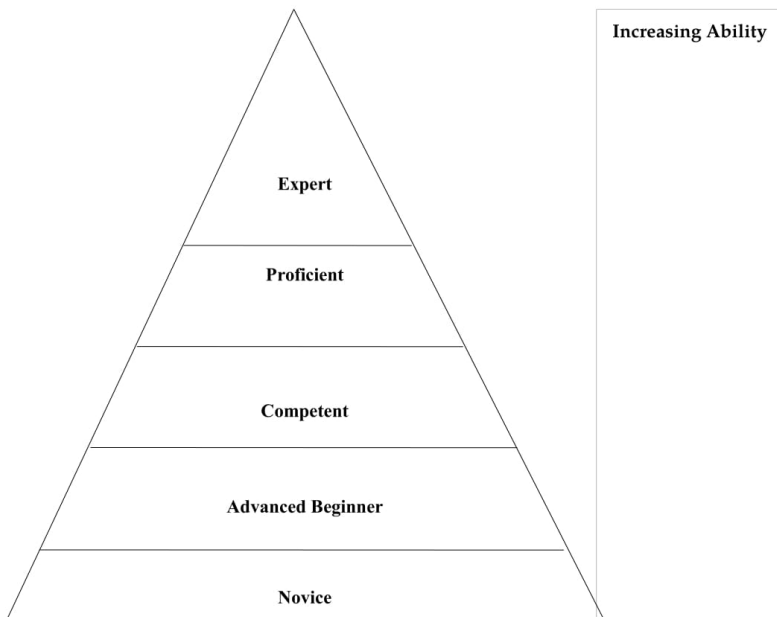 Increasing Ability
Expert
Proficient
Competent
Advanced Beginner
Novice